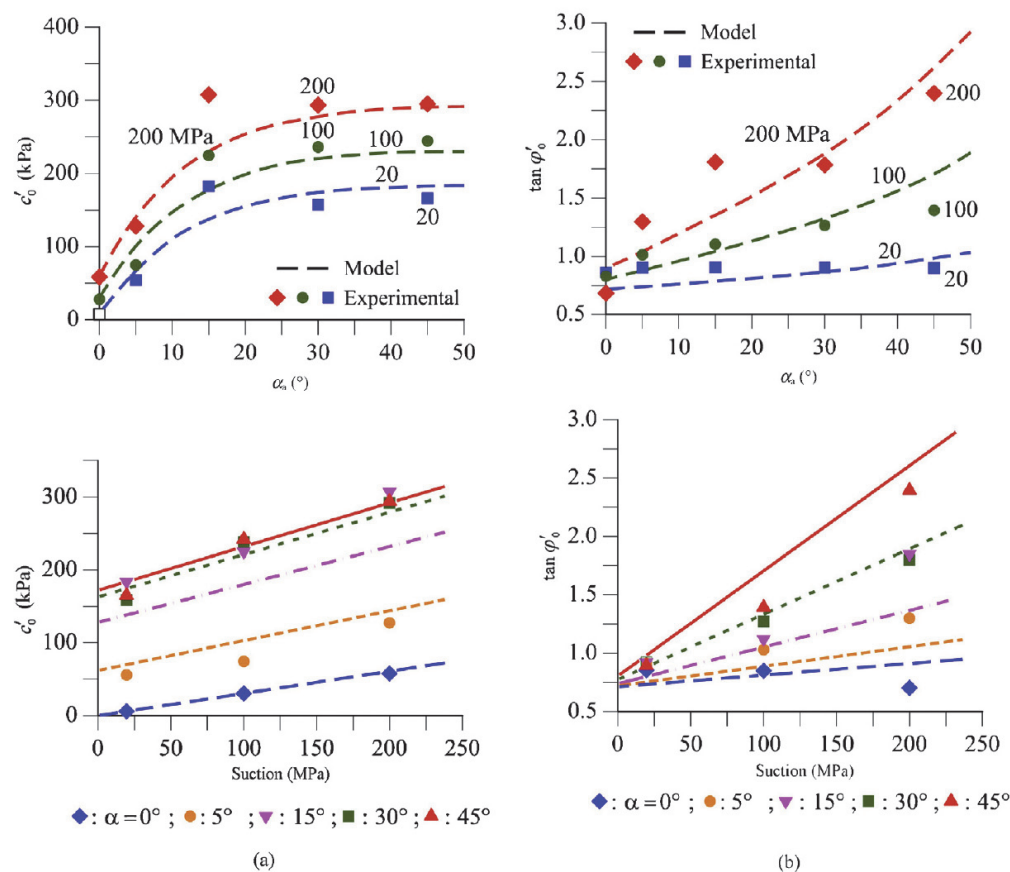 400
300
200
100
0
c′₀ (kPa)
200 MPa
200
100
100
20
20
Model
Experimental
0 10 20 30 40 50
αₐ (°)
3.0
2.5
2.0
1.5
1.0
0.5
tan φ′₀
Model
Experimental
200 MPa
200
100
100
20
20
0 10 20 30 40 50
αₐ (°)
300
200
100
0
c′₀ (kPa)
0 50 100 150 200 250
Suction (MPa)
3.0
2.5
2.0
1.5
1.0
0.5
tan φ′₀
0 50 100 150 200 250
Suction (MPa)
: α=0° ; : 5° ; : 15° ; : 30° ; : 45°
: α=0° ; : 5° ; : 15° ; : 30° ; : 45°
(a)
(b)